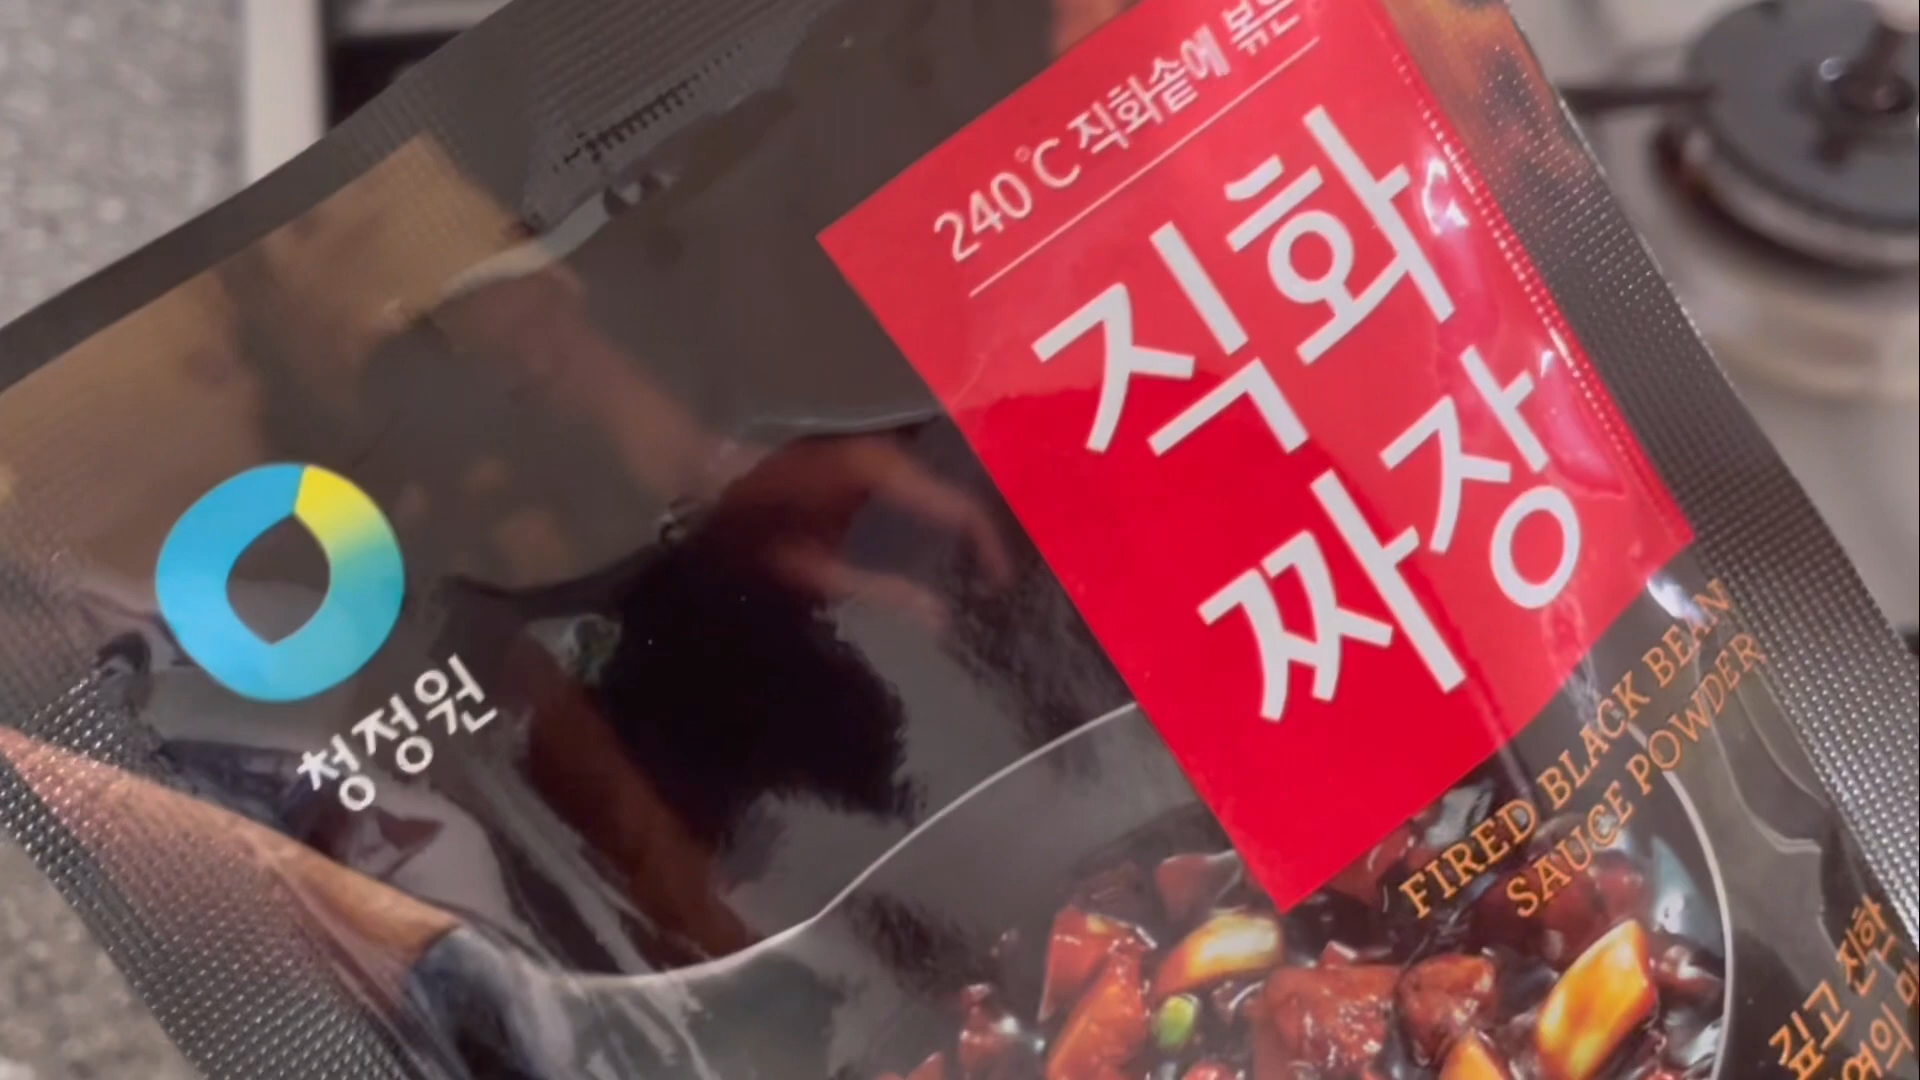 240℃ 직화솥에 볶은
직화
짜장
청정원
FIRED BLACK BEAN
SAUCE POWDER
깊고 진한